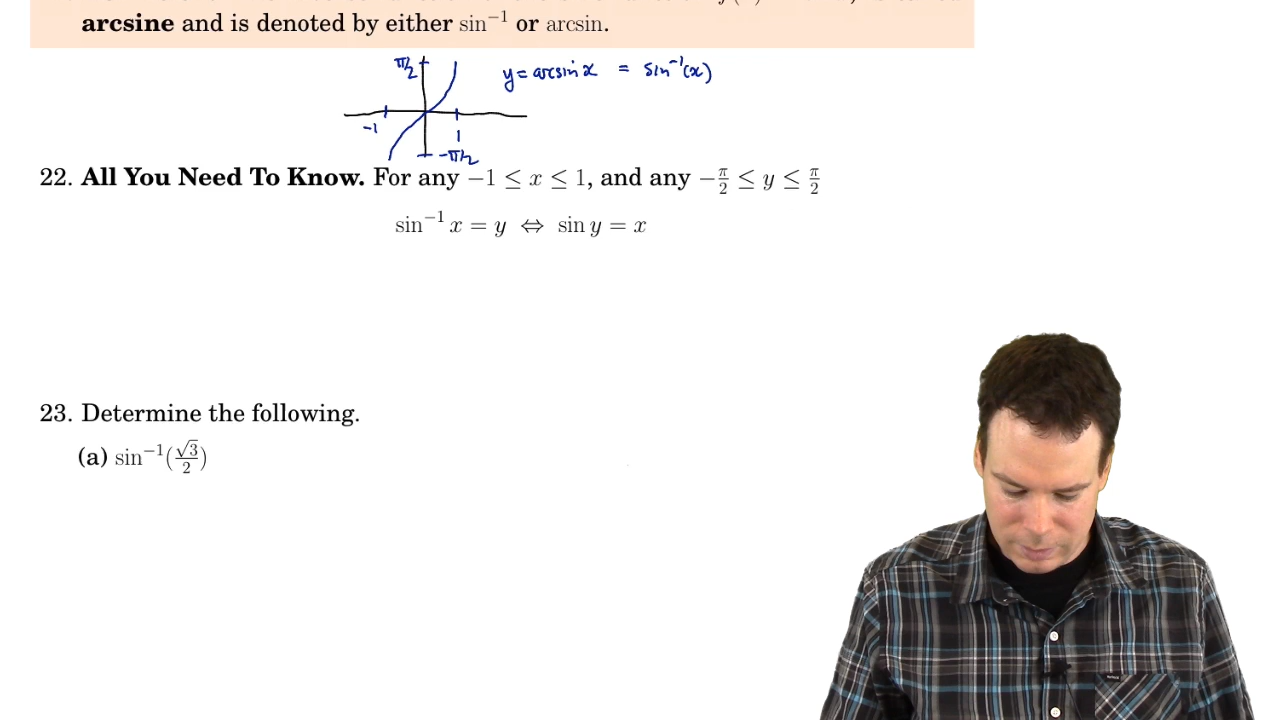 arcsine and is denoted by either sin⁻¹ or arcsin.
π/2
y = arcsin x = sin⁻¹(x)
-1
1
-π/2
22. All You Need To Know. For any −1 ≤ x ≤ 1, and any −π/2 ≤ y ≤ π/2
sin⁻¹ x = y ⇔ sin y = x
23. Determine the following.
(a) sin⁻¹(√3/2)